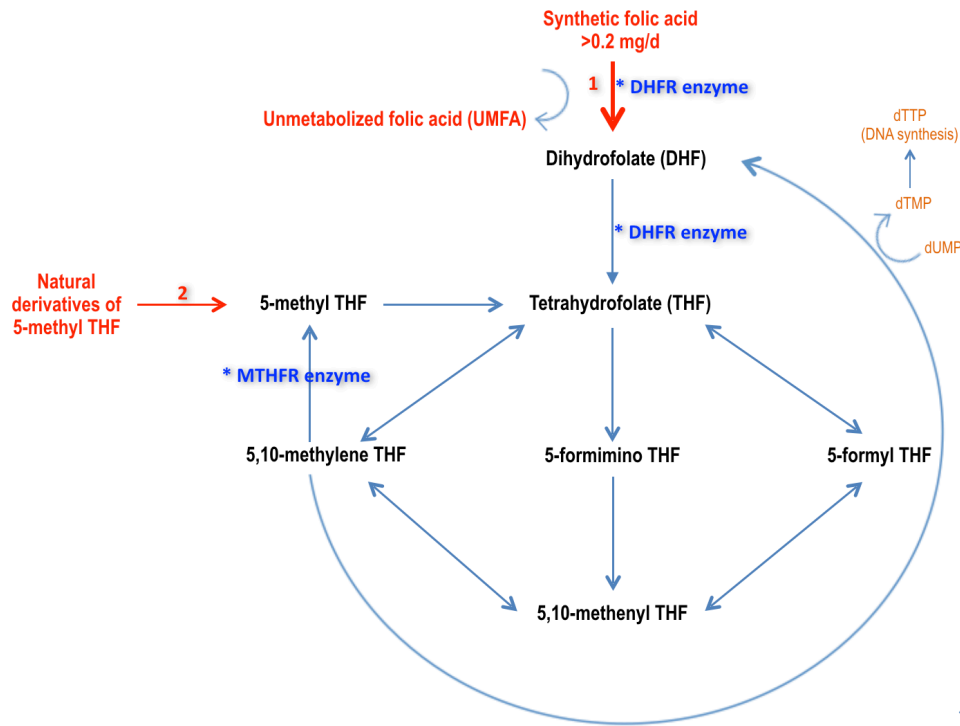 Synthetic folic acid
>0.2 mg/d
1
* DHFR enzyme
Unmetabolized folic acid (UMFA)
dTTP
(DNA synthesis)
Dihydrofolate (DHF)
dTMP
* DHFR enzyme
dUMP
Natural
derivatives of
5-methyl THF
2
5-methyl THF
Tetrahydrofolate (THF)
* MTHFR enzyme
5,10-methylene THF
5-formimino THF
5-formyl THF
5,10-methenyl THF